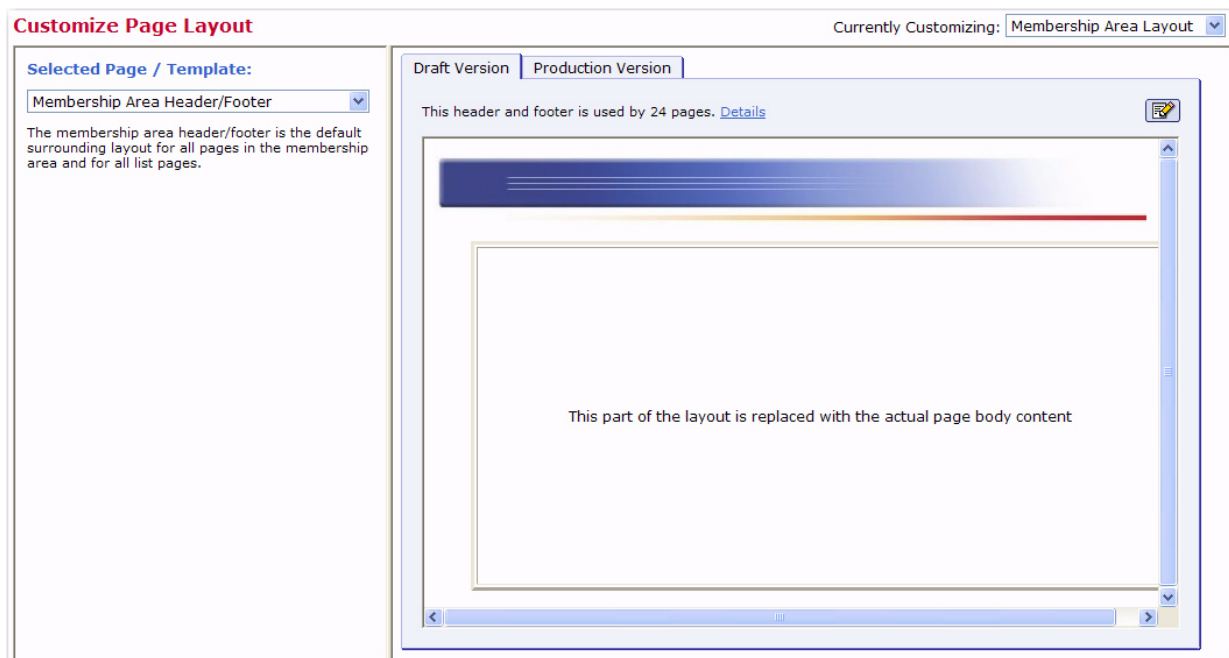 Customize Page Layout
Currently Customizing: Membership Area Layout
Selected Page / Template:
Membership Area Header/Footer
The membership area header/footer is the default
surrounding layout for all pages in the membership
area and for all list pages.
Draft Version
Production Version
This header and footer is used by 24 pages. Details
This part of the layout is replaced with the actual page body content